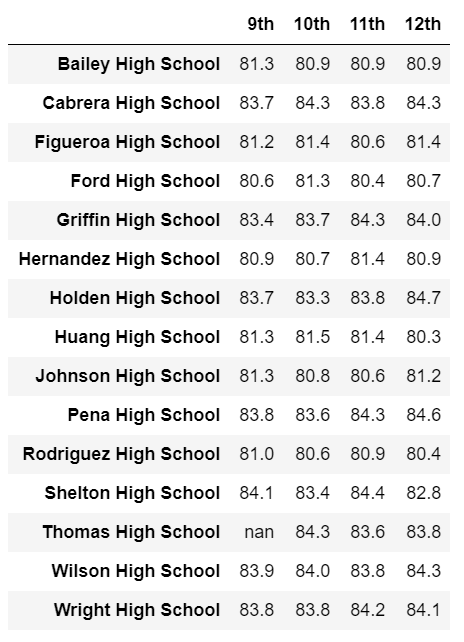 9th 10th 11th 12th
Bailey High School 81.3 80.9 80.9 80.9
Cabrera High School 83.7 84.3 83.8 84.3
Figueroa High School 81.2 81.4 80.6 81.4
Ford High School 80.6 81.3 80.4 80.7
Griffin High School 83.4 83.7 84.3 84.0
Hernandez High School 80.9 80.7 81.4 80.9
Holden High School 83.7 83.3 83.8 84.7
Huang High School 81.3 81.5 81.4 80.3
Johnson High School 81.3 80.8 80.6 81.2
Pena High School 83.8 83.6 84.3 84.6
Rodriguez High School 81.0 80.6 80.9 80.4
Shelton High School 84.1 83.4 84.4 82.8
Thomas High School nan 84.3 83.6 83.8
Wilson High School 83.9 84.0 83.8 84.3
Wright High School 83.8 83.8 84.2 84.1